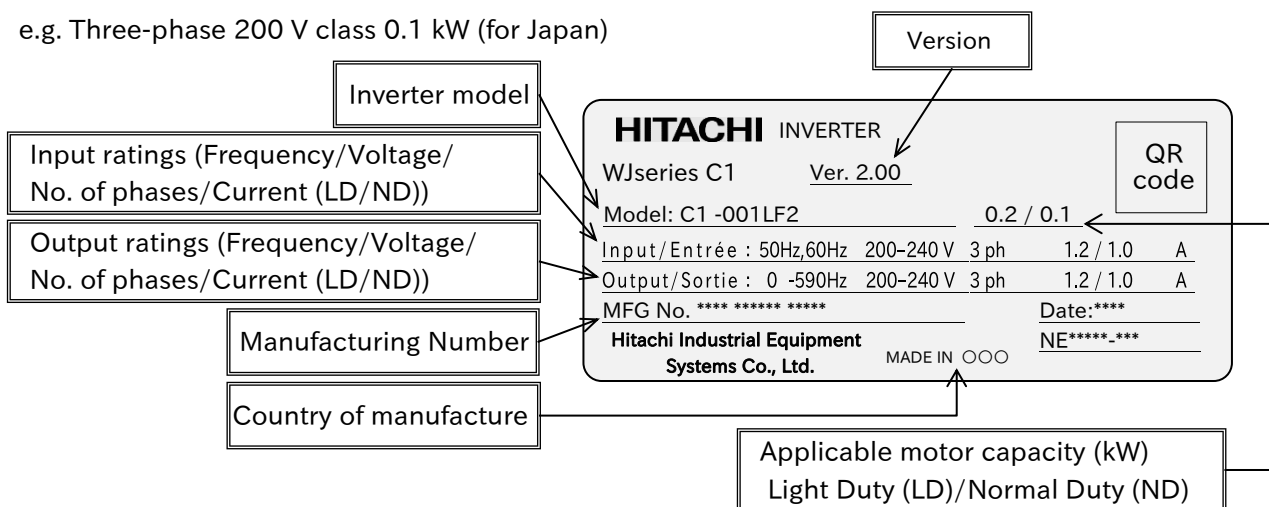 e.g. Three-phase 200 V class 0.1 kW (for Japan)
Version
Inverter model
Input ratings (Frequency/Voltage/
No. of phases/Current (LD/ND))
Output ratings (Frequency/Voltage/
No. of phases/Current (LD/ND))
Manufacturing Number
Country of manufacture
HITACHI INVERTER
QR
code
WJseries C1 Ver. 2.00
Model: C1 -001LF2 0.2 / 0.1
Input/Entrée : 50Hz,60Hz 200–240 V 3 ph 1.2 / 1.0 A
Output/Sortie : 0 -590Hz 200–240 V 3 ph 1.2 / 1.0 A
MFG No. **** ****** ***** Date:****
Hitachi Industrial Equipment NE*****-***
Systems Co., Ltd. MADE IN ○○○
Applicable motor capacity (kW)
Light Duty (LD)/Normal Duty (ND)